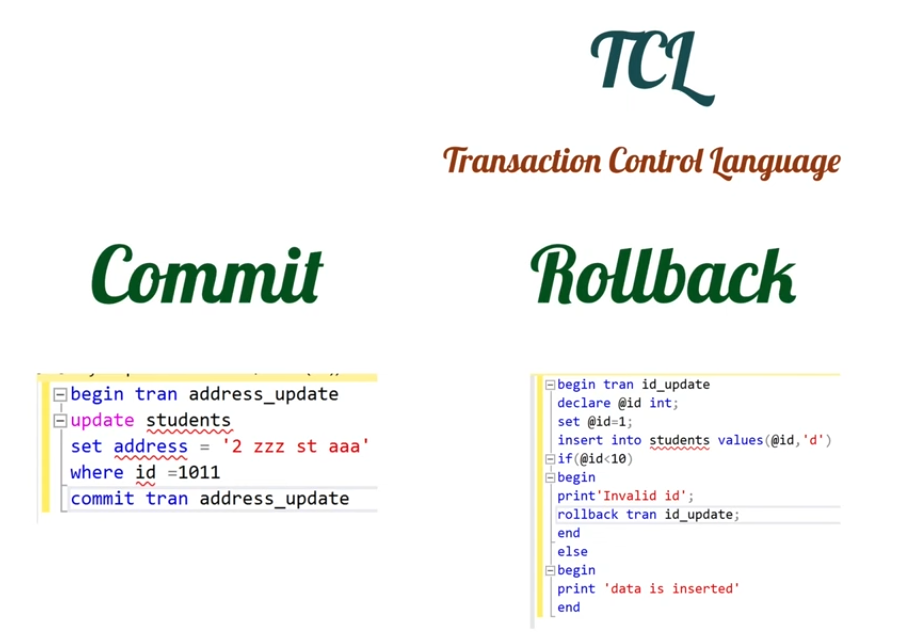 TCL
Transaction Control Language
Commit
begin tran address_update
update students
set address = '2 zzz st aaa'
where id =1011
commit tran address_update
Rollback
begin tran id_update
declare @id int;
set @id=1;
insert into students values(@id,'d')
if(@id<10)
begin
print'Invalid id';
rollback tran id_update;
end
else
begin
print 'data is inserted'
end